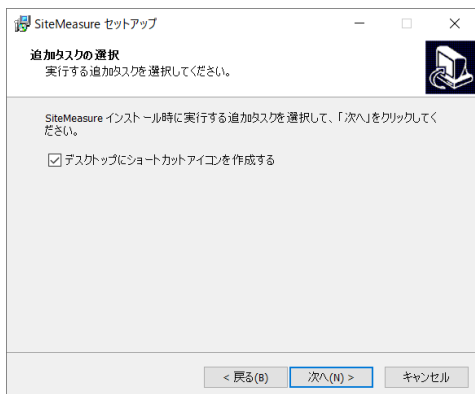 SiteMeasure セットアップ
追加タスクの選択
実行する追加タスクを選択してください。
SiteMeasure インストール時に実行する追加タスクを選択して、「次へ」をクリックしてく
ださい。
デスクトップにショートカットアイコンを作成する
< 戻る(B)
次へ(N) >
キャンセル